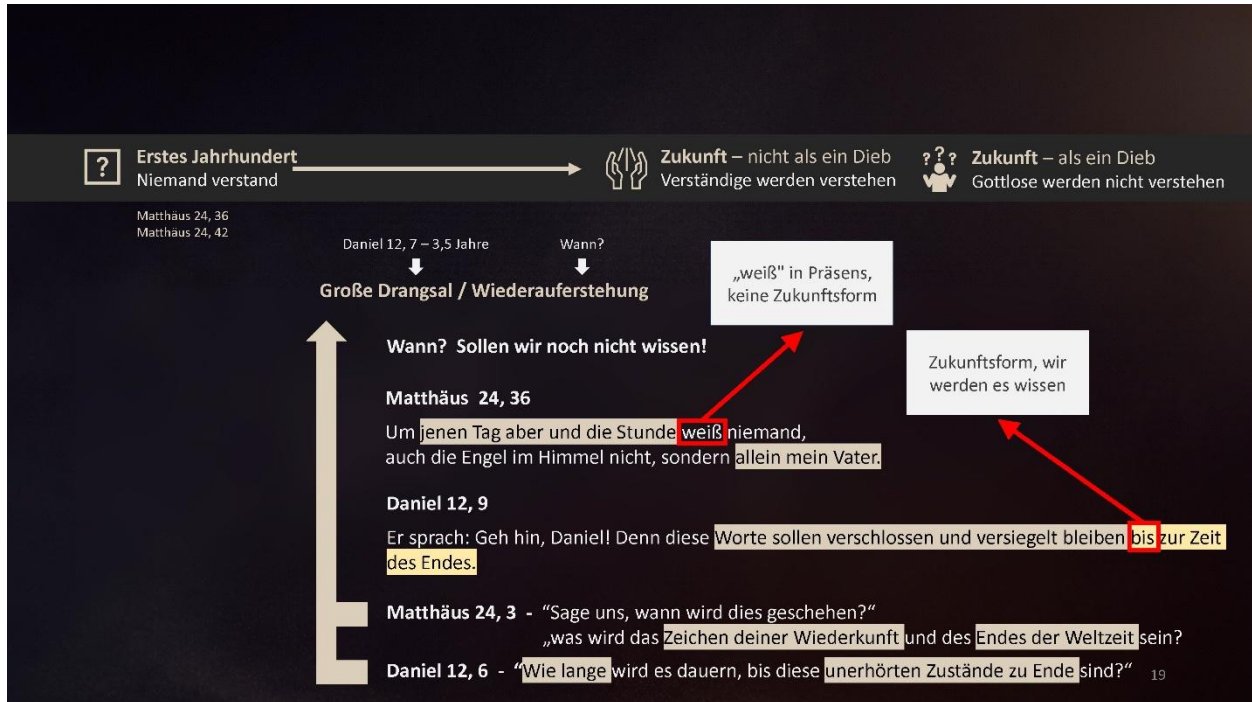 ?
Erstes Jahrhundert
Niemand verstand
Zukunft – nicht als ein Dieb
Verständige werden verstehen
???
Zukunft – als ein Dieb
Gottlose werden nicht verstehen
Matthäus 24, 36
Matthäus 24, 42
Daniel 12, 7 – 3,5 Jahre
Wann?
Große Drangsal / Wiederauferstehung
„weiß" in Präsens,
keine Zukunftsform
Wann? Sollen wir noch nicht wissen!
Zukunftsform, wir
werden es wissen
Matthäus 24, 36
Um jenen Tag aber und die Stunde weiß niemand,
auch die Engel im Himmel nicht, sondern allein mein Vater.
Daniel 12, 9
Er sprach: Geh hin, Daniel! Denn diese Worte sollen verschlossen und versiegelt bleiben bis zur Zeit
des Endes.
Matthäus 24, 3 - “Sage uns, wann wird dies geschehen?“
„was wird das Zeichen deiner Wiederkunft und des Endes der Weltzeit sein?
Daniel 12, 6 - “Wie lange wird es dauern, bis diese unerhörten Zustände zu Ende sind?“
19